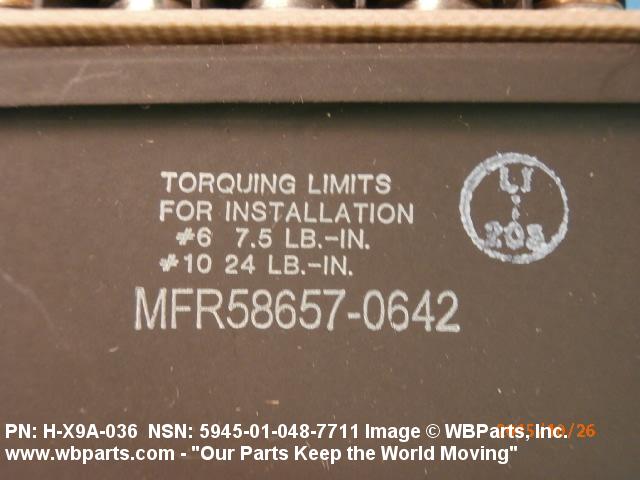 TORQUING LIMITS
FOR INSTALLATION
#6 7.5 LB.-IN.
#10 24 LB.-IN.
MFR58657-0642
LI
PN: H-X9A-036 NSN: 5945-01-048-7711 Image © WBParts, Inc.
www.wbparts.com - "Our Parts Keep the World Moving"